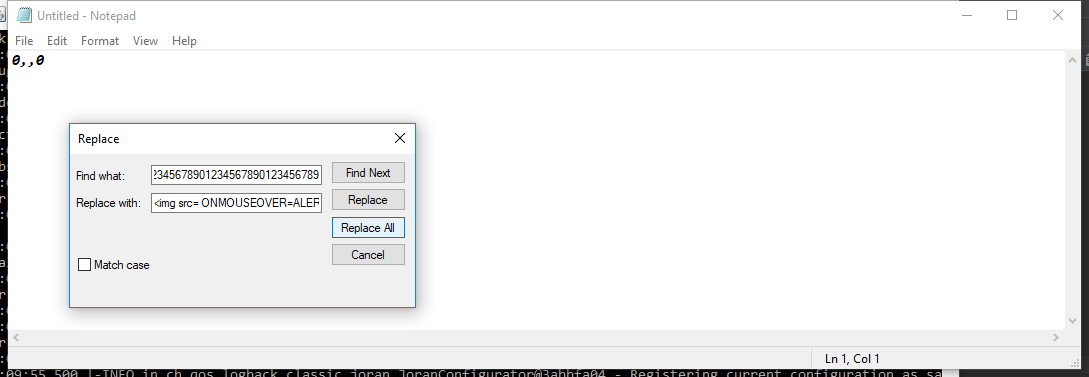 Untitled - Notepad
File Edit Format View Help
0,,0
Replace
Find what: 23456789012345678901234567890123456789 Find Next
Replace with: <img src= ONMOUSEOVER=ALER Replace
Replace All
Cancel
Match case
Ln 1, Col 1
:09:55,500 |-INFO in ch.qos.logback.classic.joran.JoranConfigurator@3abbfa04 - Registering current configuration as sa